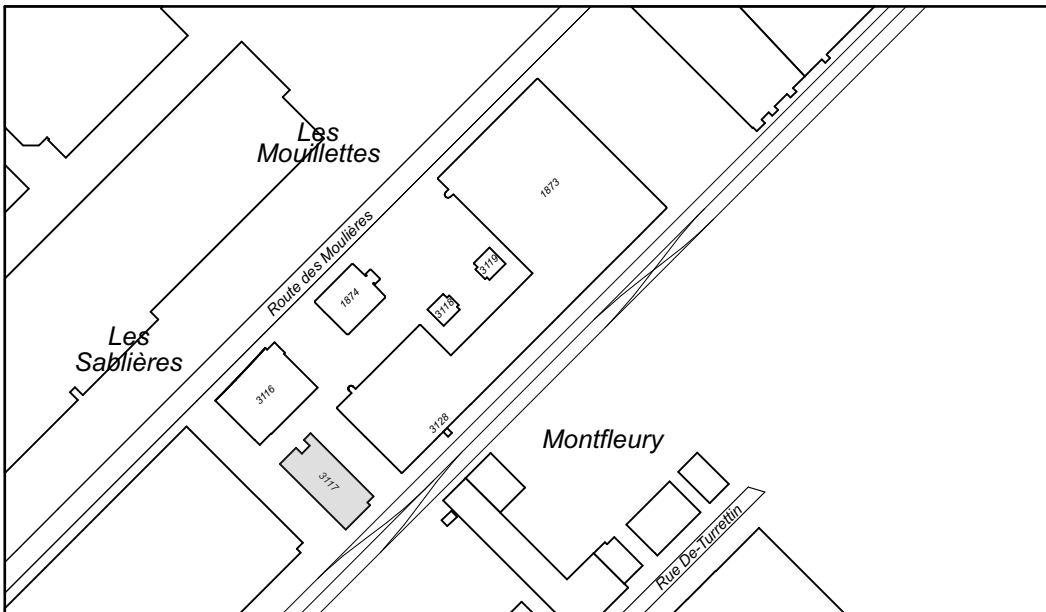 Les
Mouillettes
1873
Route des Moulières
3119
1874
3118
Les
Sablières
3116
3128
Montfleury
3117
Rue De-Turrettin